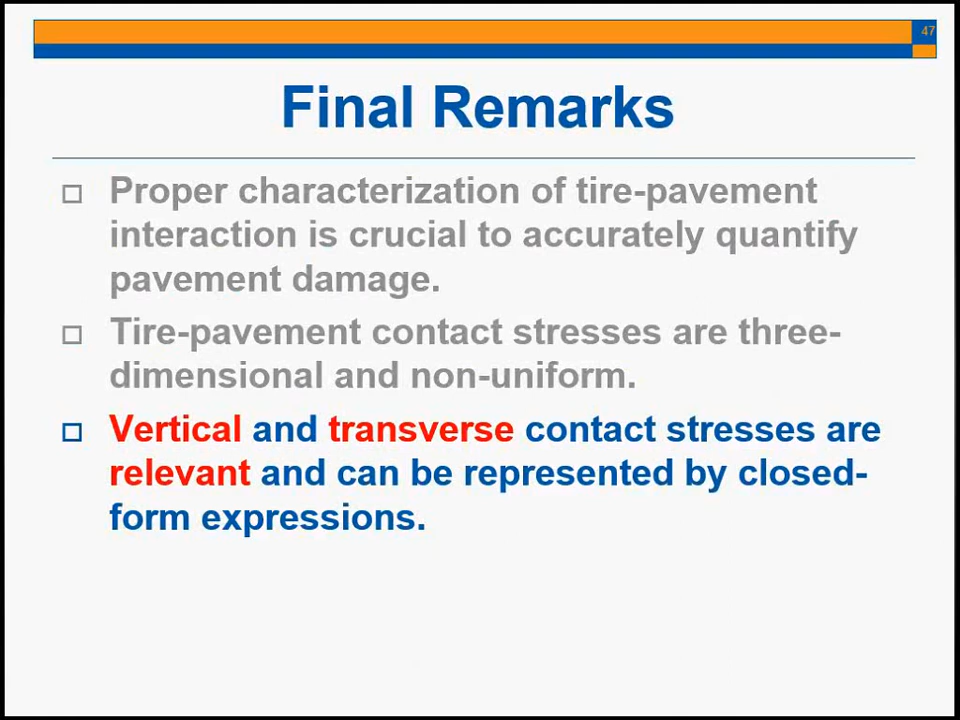 47
Final Remarks
Proper characterization of tire-pavement
interaction is crucial to accurately quantify
pavement damage.
Tire-pavement contact stresses are three-
dimensional and non-uniform.
Vertical and transverse contact stresses are
relevant and can be represented by closed-
form expressions.